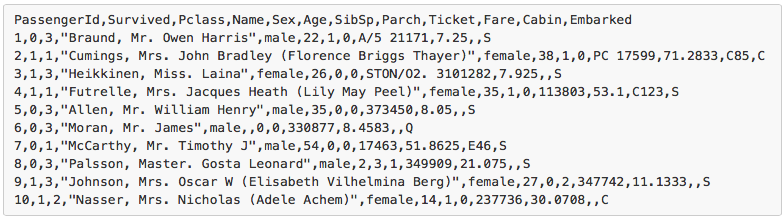 PassengerId,Survived,Pclass,Name,Sex,Age,SibSp,Parch,Ticket,Fare,Cabin,Embarked
1,0,3,"Braund, Mr. Owen Harris",male,22,1,0,A/5 21171,7.25,,S
2,1,1,"Cumings, Mrs. John Bradley (Florence Briggs Thayer)",female,38,1,0,PC 17599,71.2833,C85,C
3,1,3,"Heikkinen, Miss. Laina",female,26,0,0,STON/O2. 3101282,7.925,,S
4,1,1,"Futrelle, Mrs. Jacques Heath (Lily May Peel)",female,35,1,0,113803,53.1,C123,S
5,0,3,"Allen, Mr. William Henry",male,35,0,0,373450,8.05,,S
6,0,3,"Moran, Mr. James",male,,0,0,330877,8.4583,,Q
7,0,1,"McCarthy, Mr. Timothy J",male,54,0,0,17463,51.8625,E46,S
8,0,3,"Palsson, Master. Gosta Leonard",male,2,3,1,349909,21.075,,S
9,1,3,"Johnson, Mrs. Oscar W (Elisabeth Vilhelmina Berg)",female,27,0,2,347742,11.1333,,S
10,1,2,"Nasser, Mrs. Nicholas (Adele Achem)",female,14,1,0,237736,30.0708,,C